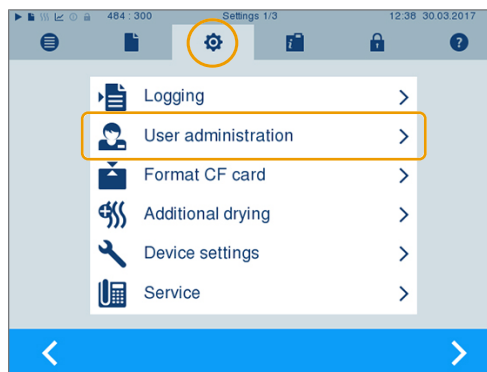 484 : 300 Settings 1/3 12:38 30.03.2017
Logging
User administration
Format CF card
Additional drying
Device settings
Service